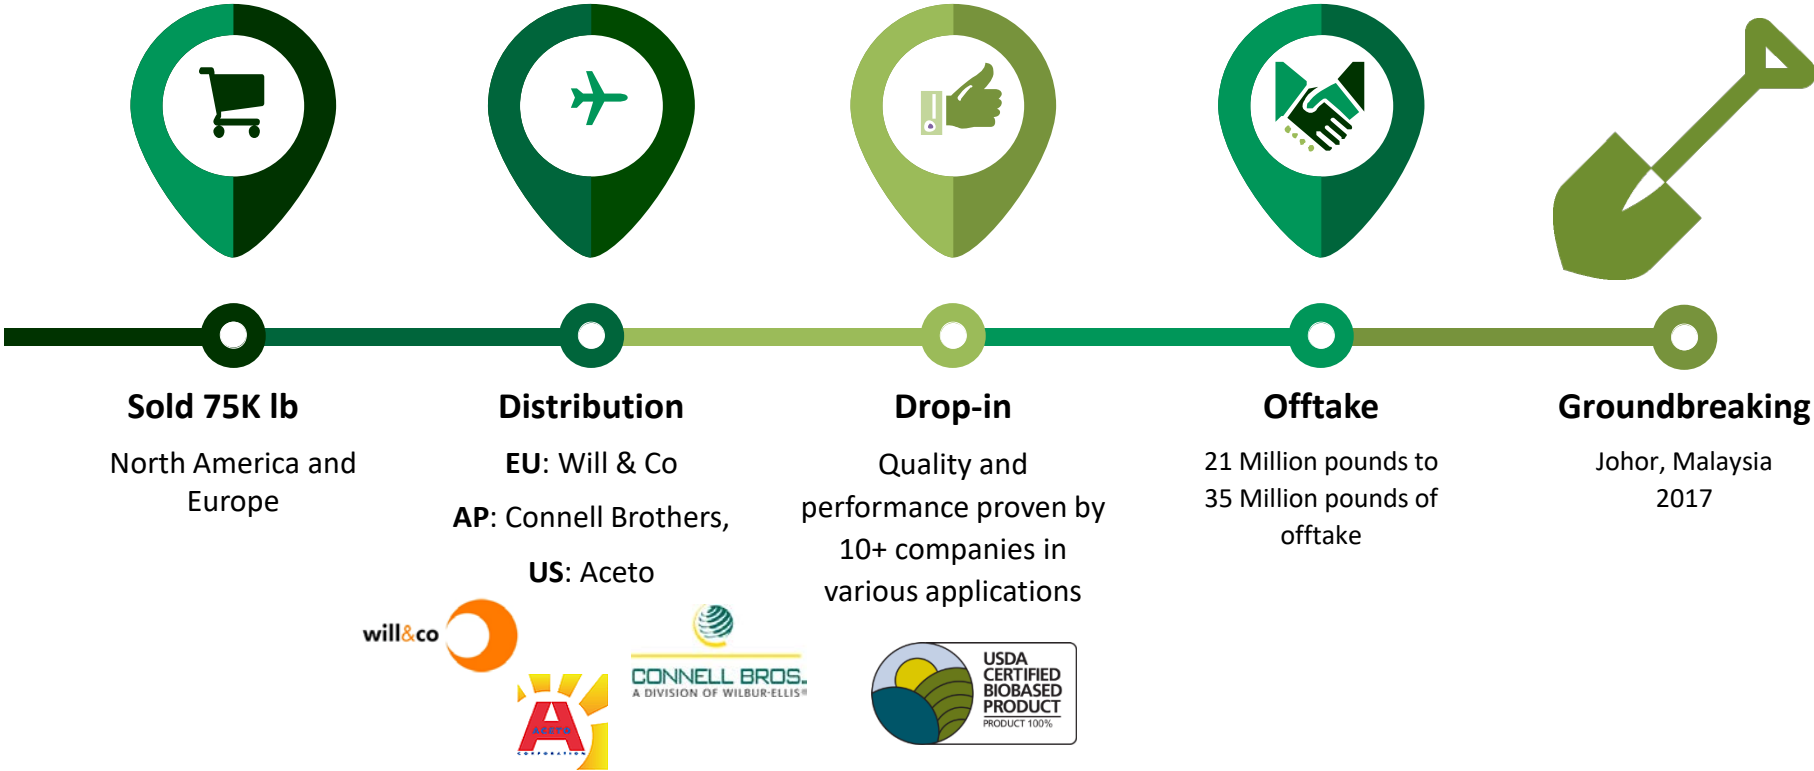 Sold 75K lb
North America and
Europe
Distribution
EU: Will & Co
AP: Connell Brothers,
US: Aceto
will&co
ACETO
CORPORATION
CONNELL BROS.
A DIVISION OF WILBUR-ELLIS®
Drop-in
Quality and
performance proven by
10+ companies in
various applications
USDA
CERTIFIED
BIOBASED
PRODUCT
PRODUCT 100%
Offtake
21 Million pounds to
35 Million pounds of
offtake
Groundbreaking
Johor, Malaysia
2017